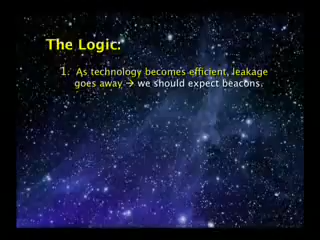 The Logic:
1. As technology becomes efficient, leakage
goes away → we should expect beacons.